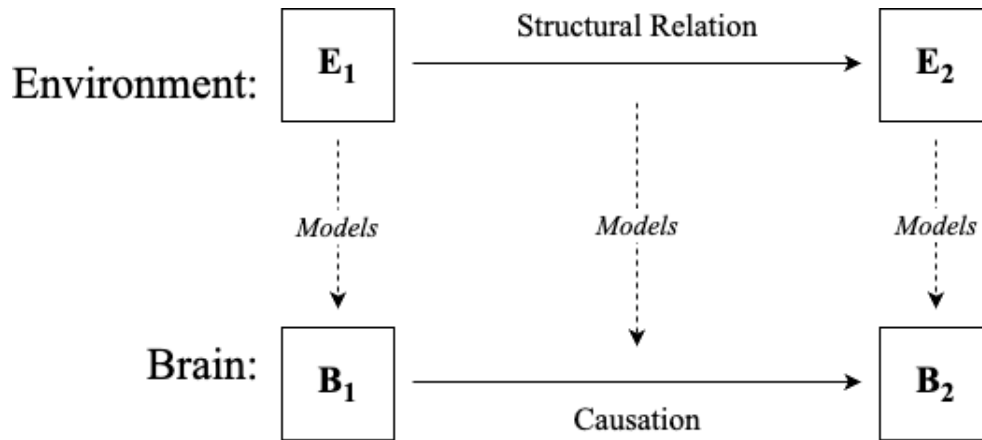 Structural Relation
Environment: E₁ E₂
Models Models Models
Brain: B₁ B₂
Causation